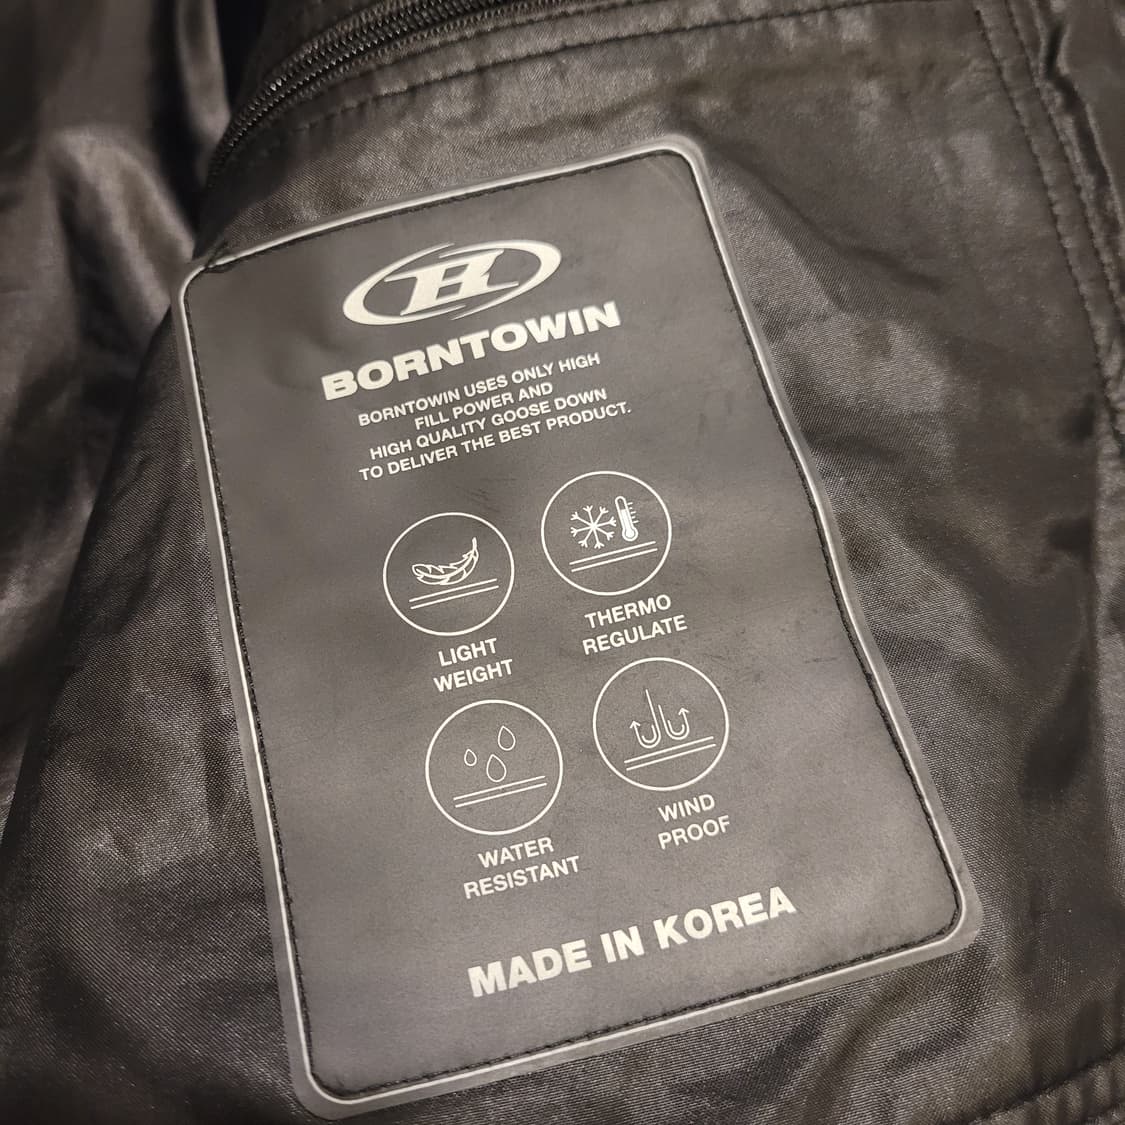 B
BORNTOWIN
BORNTOWIN USES ONLY HIGH
FILL POWER AND
HIGH QUALITY GOOSE DOWN
TO DELIVER THE BEST PRODUCT.
LIGHT
WEIGHT
THERMO
REGULATE
WATER
RESISTANT
WIND
PROOF
MADE IN KOREA